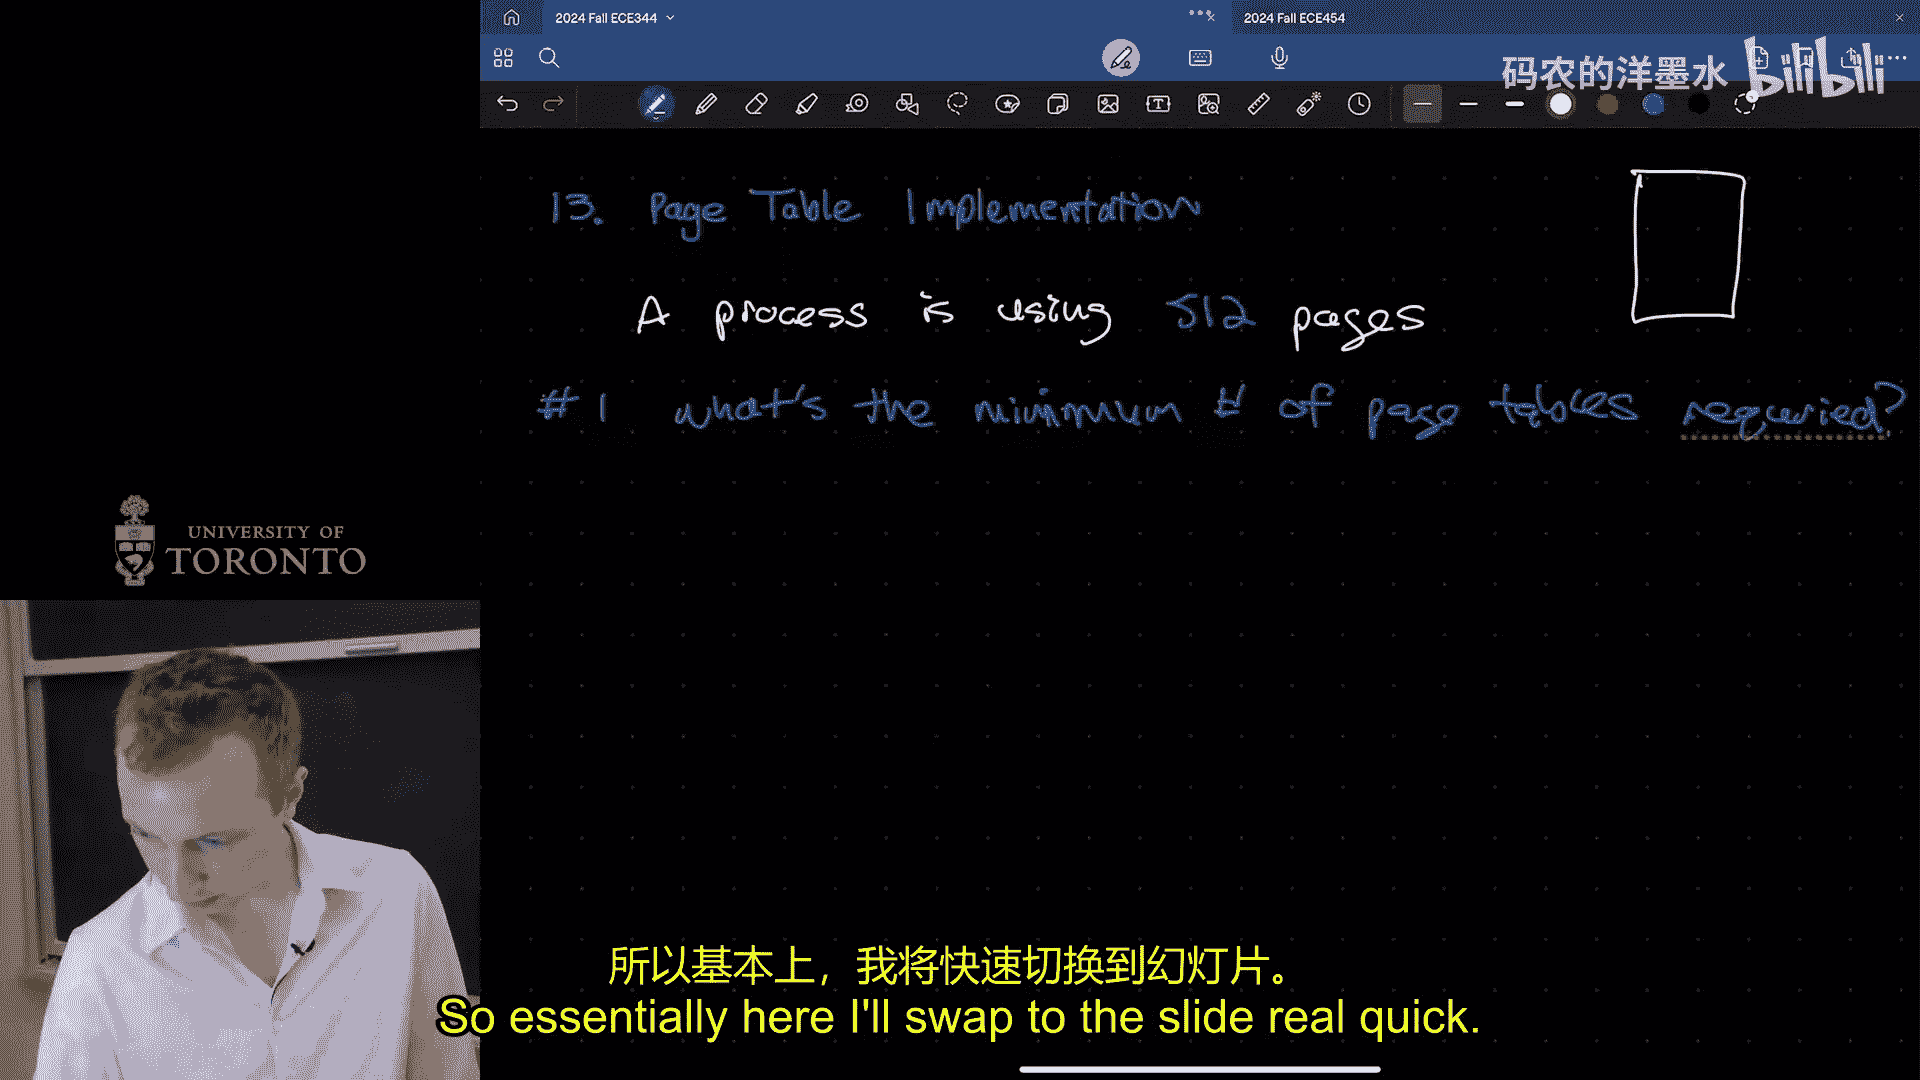 2024 Fall ECE344
2024 Fall ECE454
码农的洋墨水 bilibili
13. Page Table Implementation
A process is using 512 pages
#1 what's the minimum # of page tables requried?
UNIVERSITY OF
TORONTO
所以基本上，我将快速切换到幻灯片。
So essentially here I'll swap to the slide real quick.